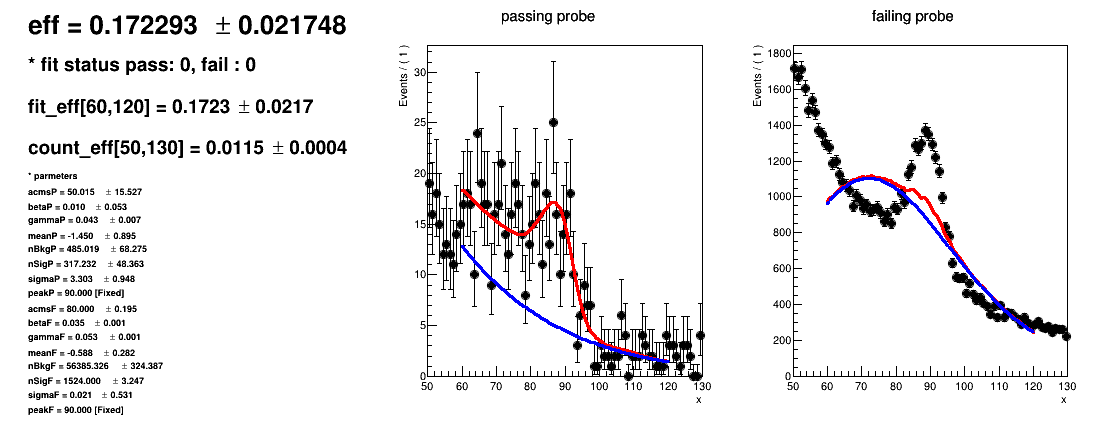 eff = 0.172293 ± 0.021748
* fit status pass: 0, fail : 0
fit_eff[60,120] = 0.1723 ± 0.0217
count_eff[50,130] = 0.0115 ± 0.0004
* parmeters
acmsP = 50.015 ± 15.527
betaP = 0.010 ± 0.053
gammaP = 0.043 ± 0.007
meanP = -1.450 ± 0.895
nBkgP = 485.019 ± 68.275
nSigP = 317.232 ± 48.363
sigmaP = 3.303 ± 0.948
peakP = 90.000 [Fixed]
acmsF = 80.000 ± 0.195
betaF = 0.035 ± 0.001
gammaF = 0.053 ± 0.001
meanF = -0.588 ± 0.282
nBkgF = 56385.326 ± 324.387
nSigF = 1524.000 ± 3.247
sigmaF = 0.021 ± 0.531
peakF = 90.000 [Fixed]
passing probe
Events / ( 1 )
30
25
20
15
10
5
0
50 60 70 80 90 100 110 120 130
x
failing probe
Events / ( 1 )
1800
1600
1400
1200
1000
800
600
400
200
0
50 60 70 80 90 100 110 120 130
x